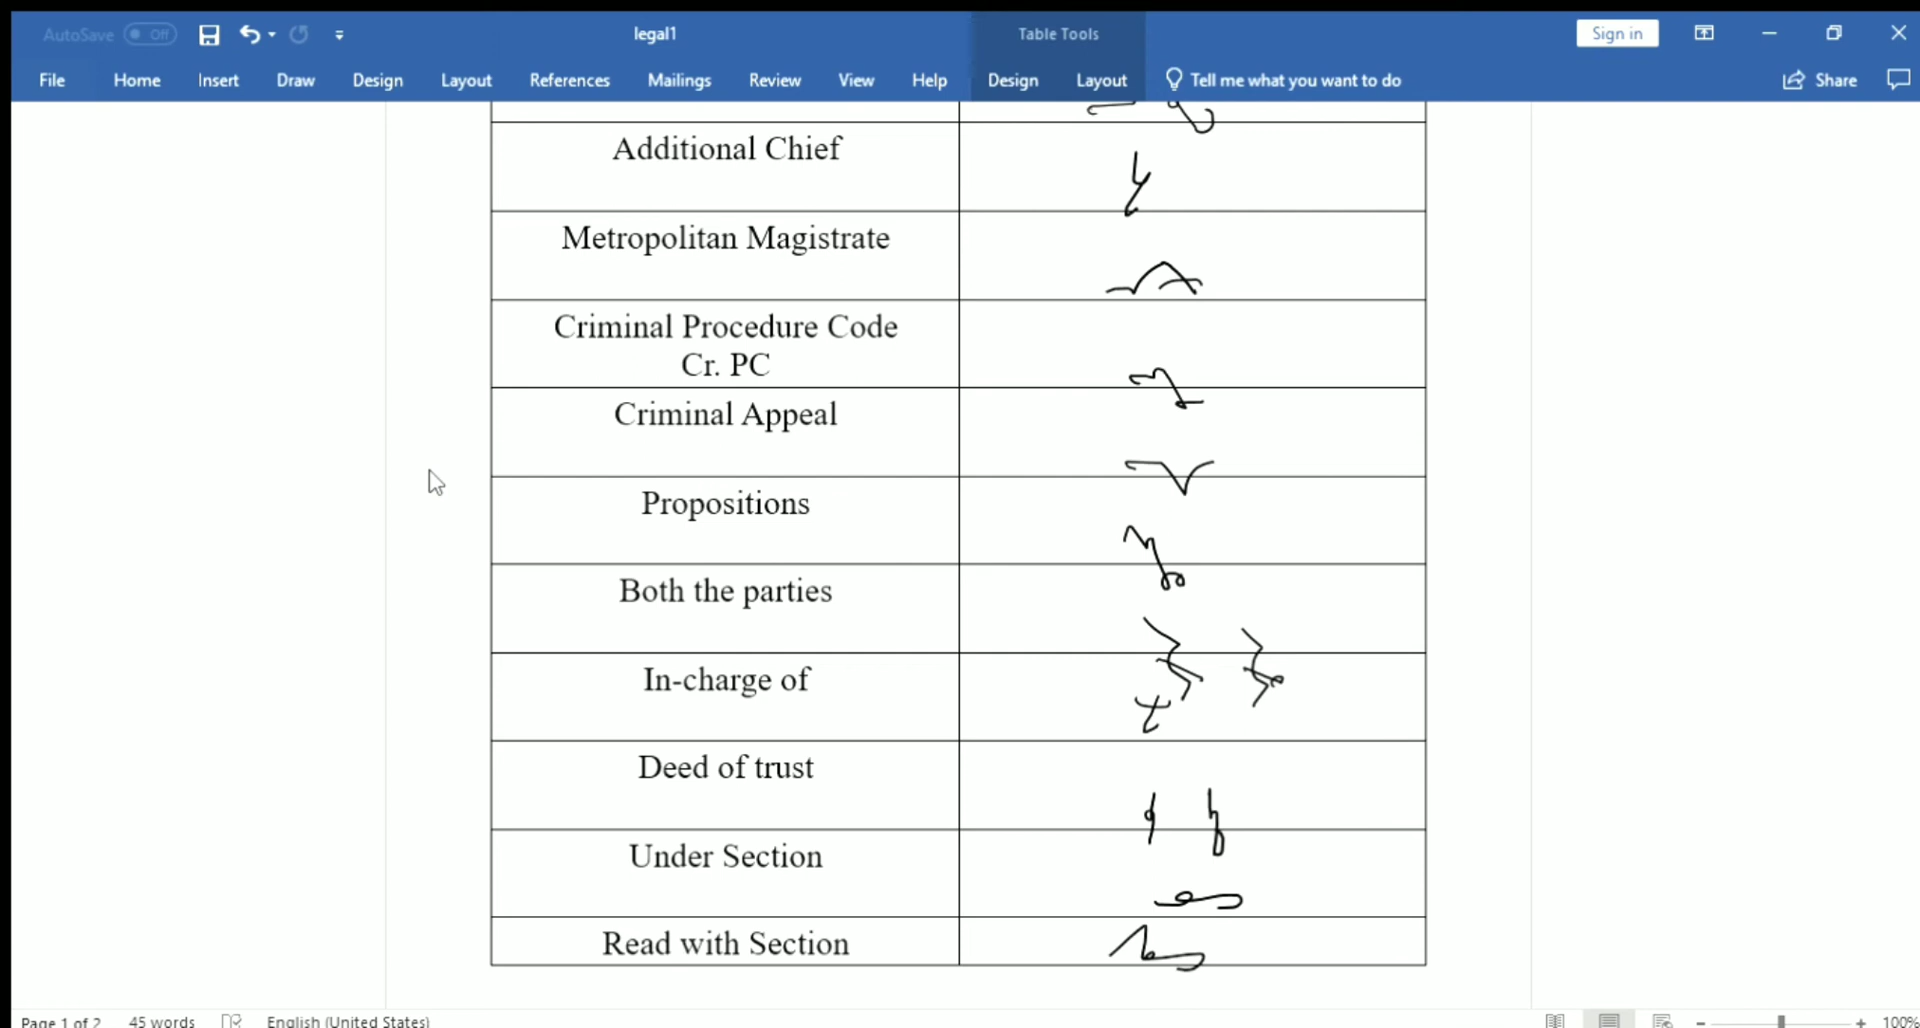 AutoSave Off legal1 Table Tools Sign in
File Home Insert Draw Design Layout References Mailings Review View Help Design Layout Tell me what you want to do Share
Additional Chief
Metropolitan Magistrate
Criminal Procedure Code
Cr. PC
Criminal Appeal
Propositions
Both the parties
In-charge of
Deed of trust
Under Section
Read with Section
Page 1 of 2 45 words English (United States) 100%